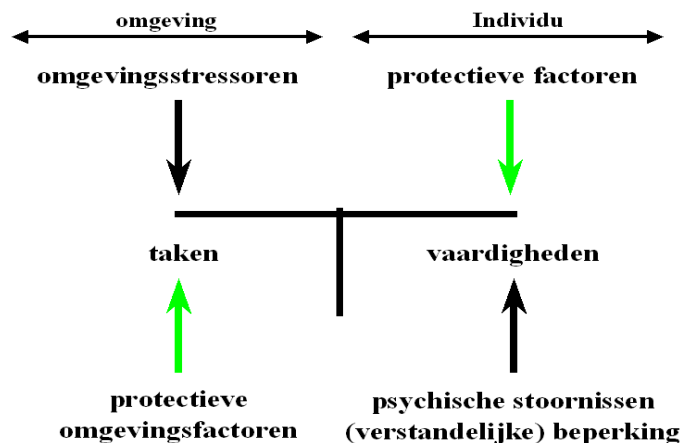 omgeving
Individu
omgevingsstressoren
protectieve factoren
taken
vaardigheden
protectieve
omgevingsfactoren
psychische stoornissen
(verstandelijke) beperking